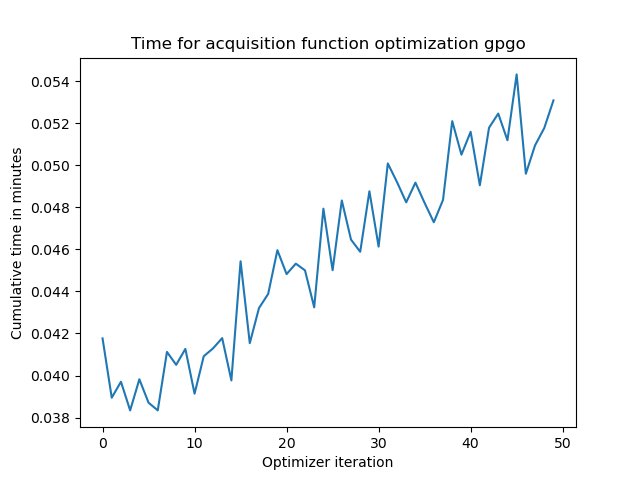 Time for acquisition function optimization gpgo
0.054
0.052
0.050
0.048
0.046
0.044
0.042
0.040
0.038
Cumulative time in minutes
0 10 20 30 40 50
Optimizer iteration